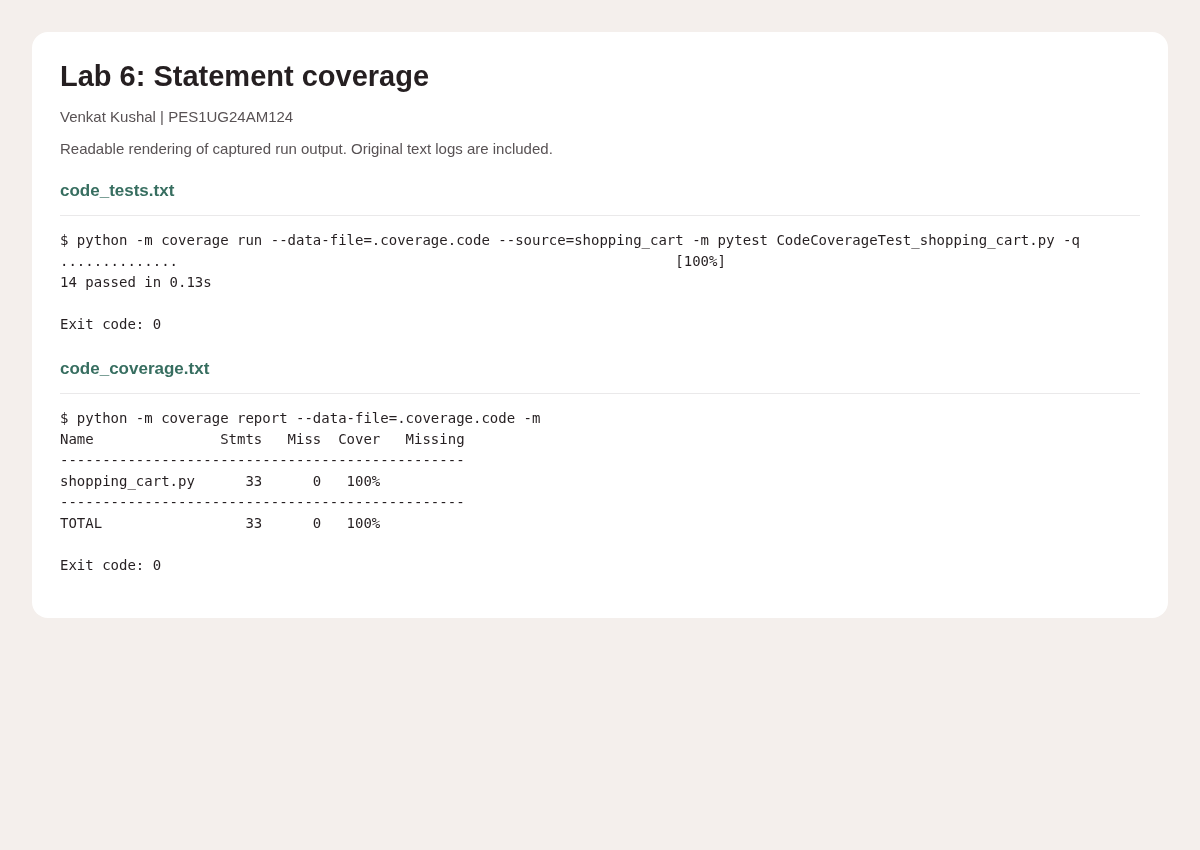 Lab 6: Statement coverage
Venkat Kushal | PES1UG24AM124
Readable rendering of captured run output. Original text logs are included.
code_tests.txt
$ python -m coverage run --data-file=.coverage.code --source=shopping_cart -m pytest CodeCoverageTest_shopping_cart.py -q
..............                                                           [100%]
14 passed in 0.13s
Exit code: 0
code_coverage.txt
$ python -m coverage report --data-file=.coverage.code -m
Name               Stmts   Miss  Cover   Missing
------------------------------------------------
shopping_cart.py      33      0   100%
------------------------------------------------
TOTAL                 33      0   100%
Exit code: 0